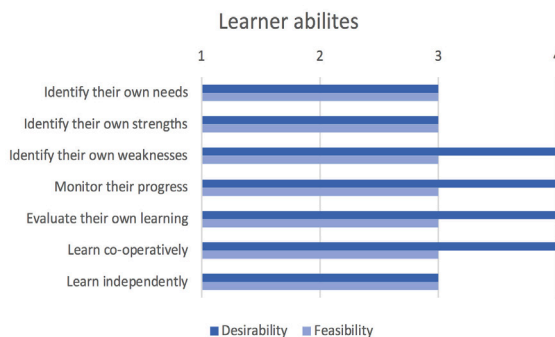 Learner abilites
1 2 3 4
Identify their own needs
Identify their own strengths
Identify their own weaknesses
Monitor their progress
Evaluate their own learning
Learn co-operatively
Learn independently
Desirability Feasibility